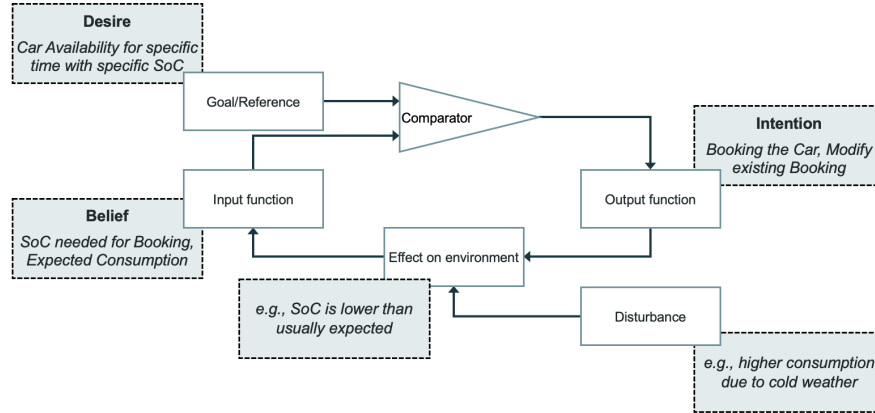 Desire
Car Availability for specific
time with specific SoC
Goal/Reference
Comparator
Intention
Booking the Car, Modify
existing Booking
Input function
Output function
Belief
SoC needed for Booking,
Expected Consumption
Effect on environment
e.g., SoC is lower than
usually expected
Disturbance
e.g., higher consumption
due to cold weather